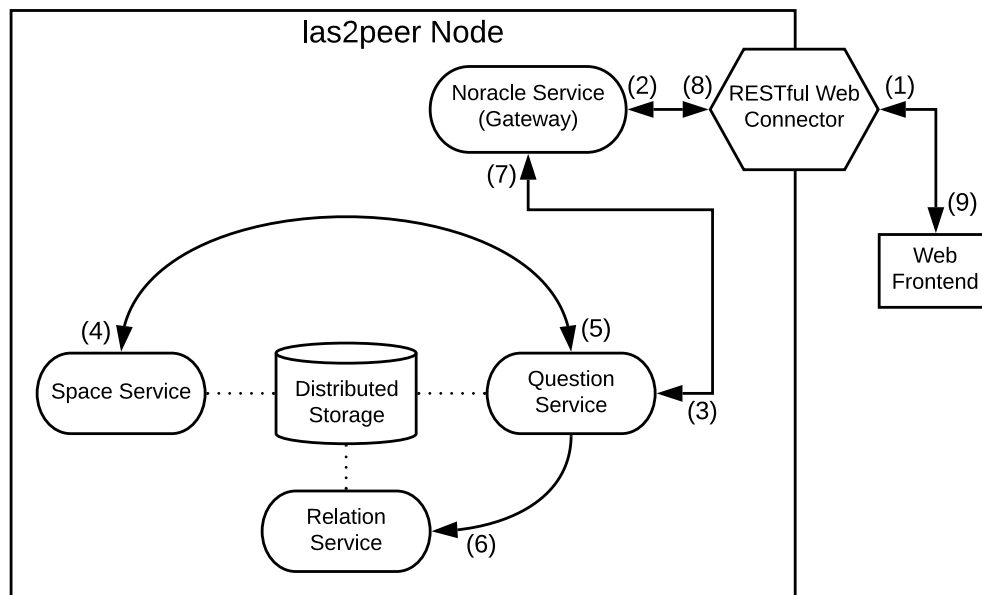 las2peer Node
Noracle Service
(Gateway)
(2)
(8)
RESTful Web
Connector
(1)
(7)
(9)
Web
Frontend
(4)
(5)
Space Service
Distributed
Storage
Question
Service
(3)
Relation
Service
(6)